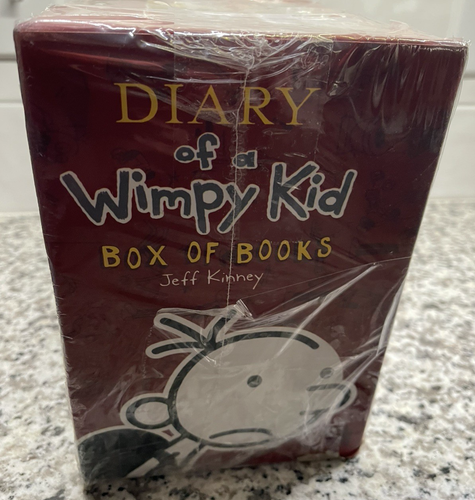 DIARY
of a
Wimpy Kid
BOX OF BOOKS
Jeff Kinney